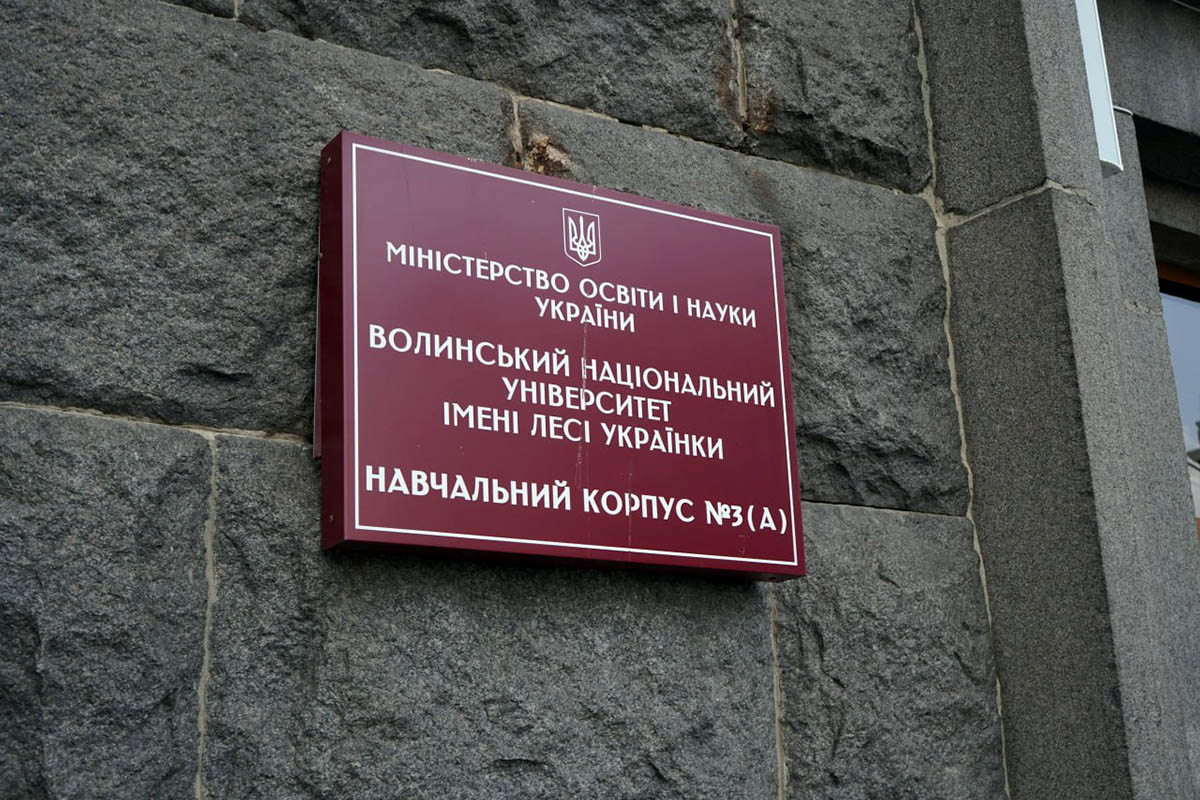 МІНІСТЕРСТВО ОСВІТИ І НАУКИ
УКРАЇНИ
ВОЛИНСЬКИЙ НАЦІОНАЛЬНИЙ
УНІВЕРСИТЕТ
ІМЕНІ ЛЕСІ УКРАЇНКИ
НАВЧАЛЬНИЙ КОРПУС №3(А)